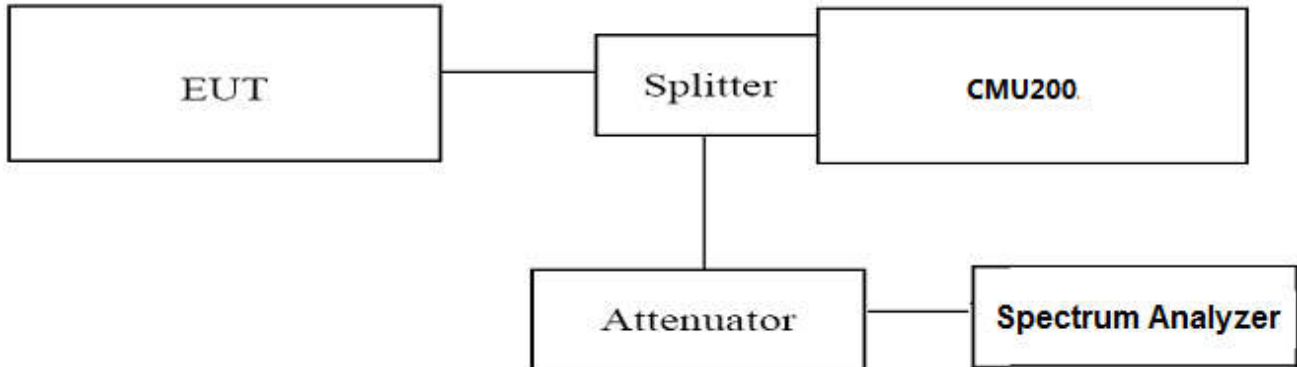 EUT
Splitter
CMU200.
Attenuator
Spectrum Analyzer